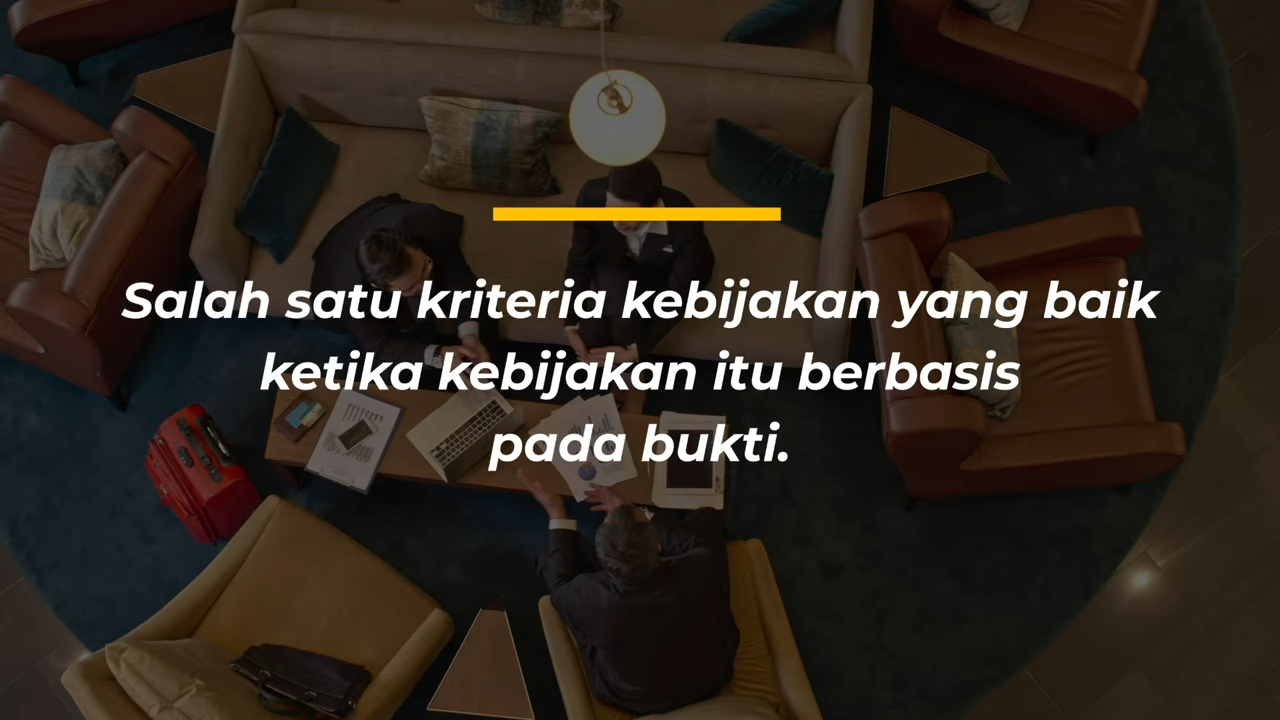 Salah satu kriteria kebijakan yang baik
ketika kebijakan itu berbasis
pada bukti.